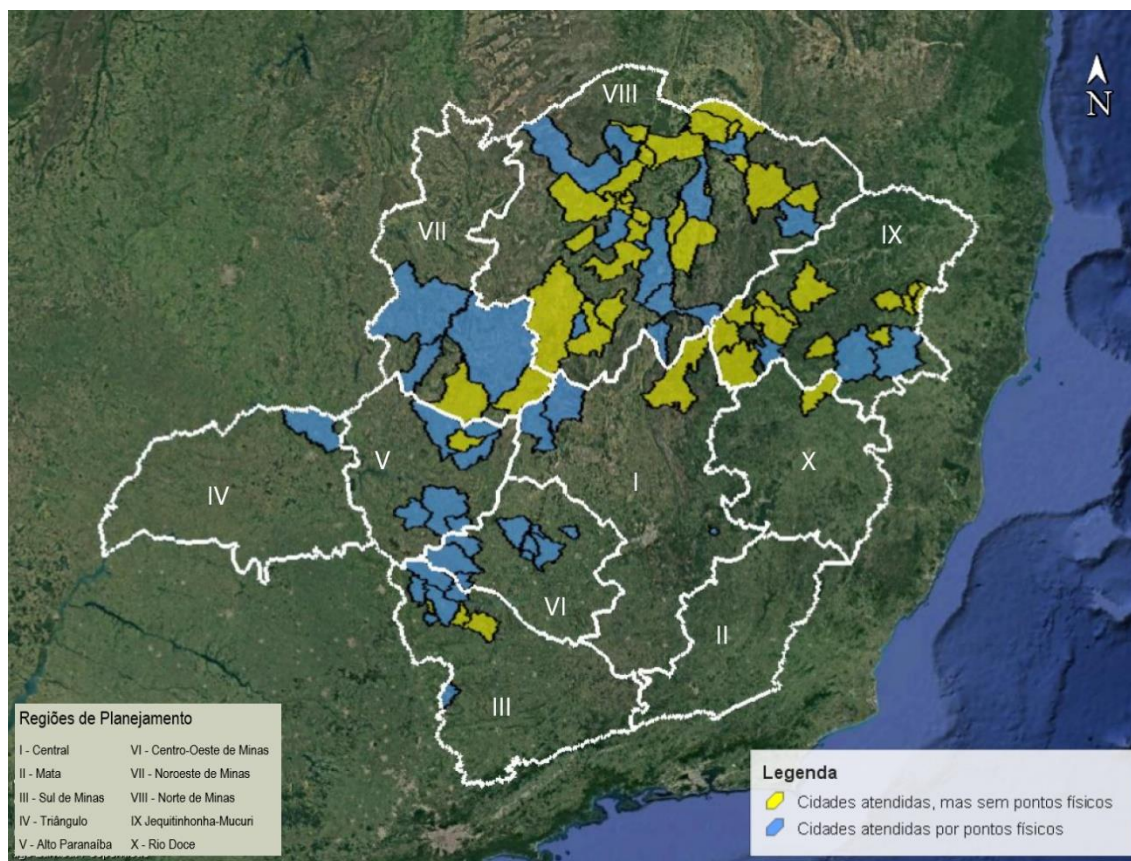 N
VIII
VII
IX
V
IV
I
X
VI
II
III
Regiões de Planejamento
I - Central
VI - Centro-Oeste de Minas
II - Mata
VII - Noroeste de Minas
III - Sul de Minas
VIII - Norte de Minas
IV - Triângulo
IX Jequitinhonha-Mucuri
V - Alto Paranaíba
X - Rio Doce
Legenda
Cidades atendidas, mas sem pontos físicos
Cidades atendidas por pontos físicos